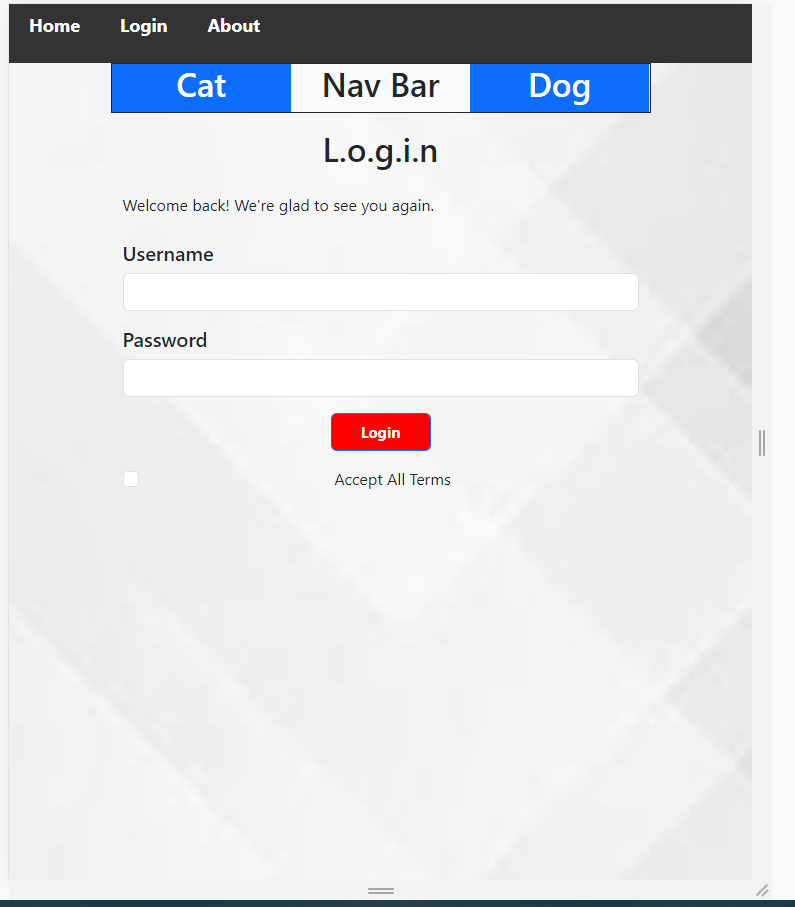 Home Login About
Cat Nav Bar Dog
L.o.g.i.n
Welcome back! We're glad to see you again.
Username
Password
Login
Accept All Terms